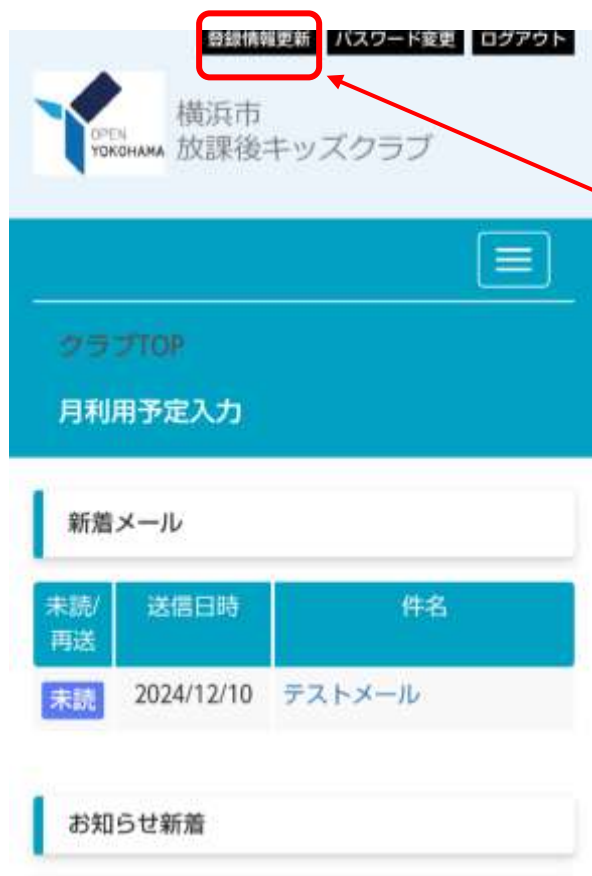 登録情報更新 パスワード変更 ログアウト
OPEN
YOKOHAMA
横浜市
放課後キッズクラブ
クラブTOP
月利用予定入力
新着メール
未読/再送 送信日時 件名
未読 2024/12/10 テストメール
お知らせ新着